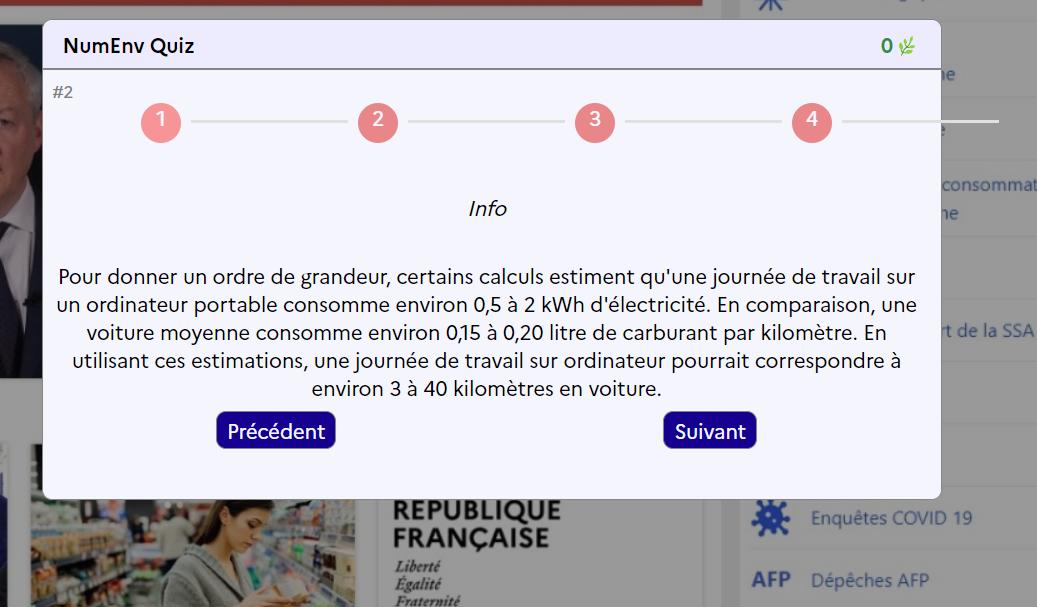 NumEnv Quiz
0
#2
1
2
3
4
Info
Pour donner un ordre de grandeur, certains calculs estiment qu'une journée de travail sur
un ordinateur portable consomme environ 0,5 à 2 kWh d'électricité. En comparaison, une
voiture moyenne consomme environ 0,15 à 0,20 litre de carburant par kilomètre. En
utilisant ces estimations, une journée de travail sur ordinateur pourrait correspondre à
environ 3 à 40 kilomètres en voiture.
Précédent
Suivant
ne
consommat
ne
rt de la SSA
RÉPUBLIQUE
FRANÇAISE
Liberté
Égalité
Fraternité
Enquêtes COVID 19
AFP
Dépêches AFP